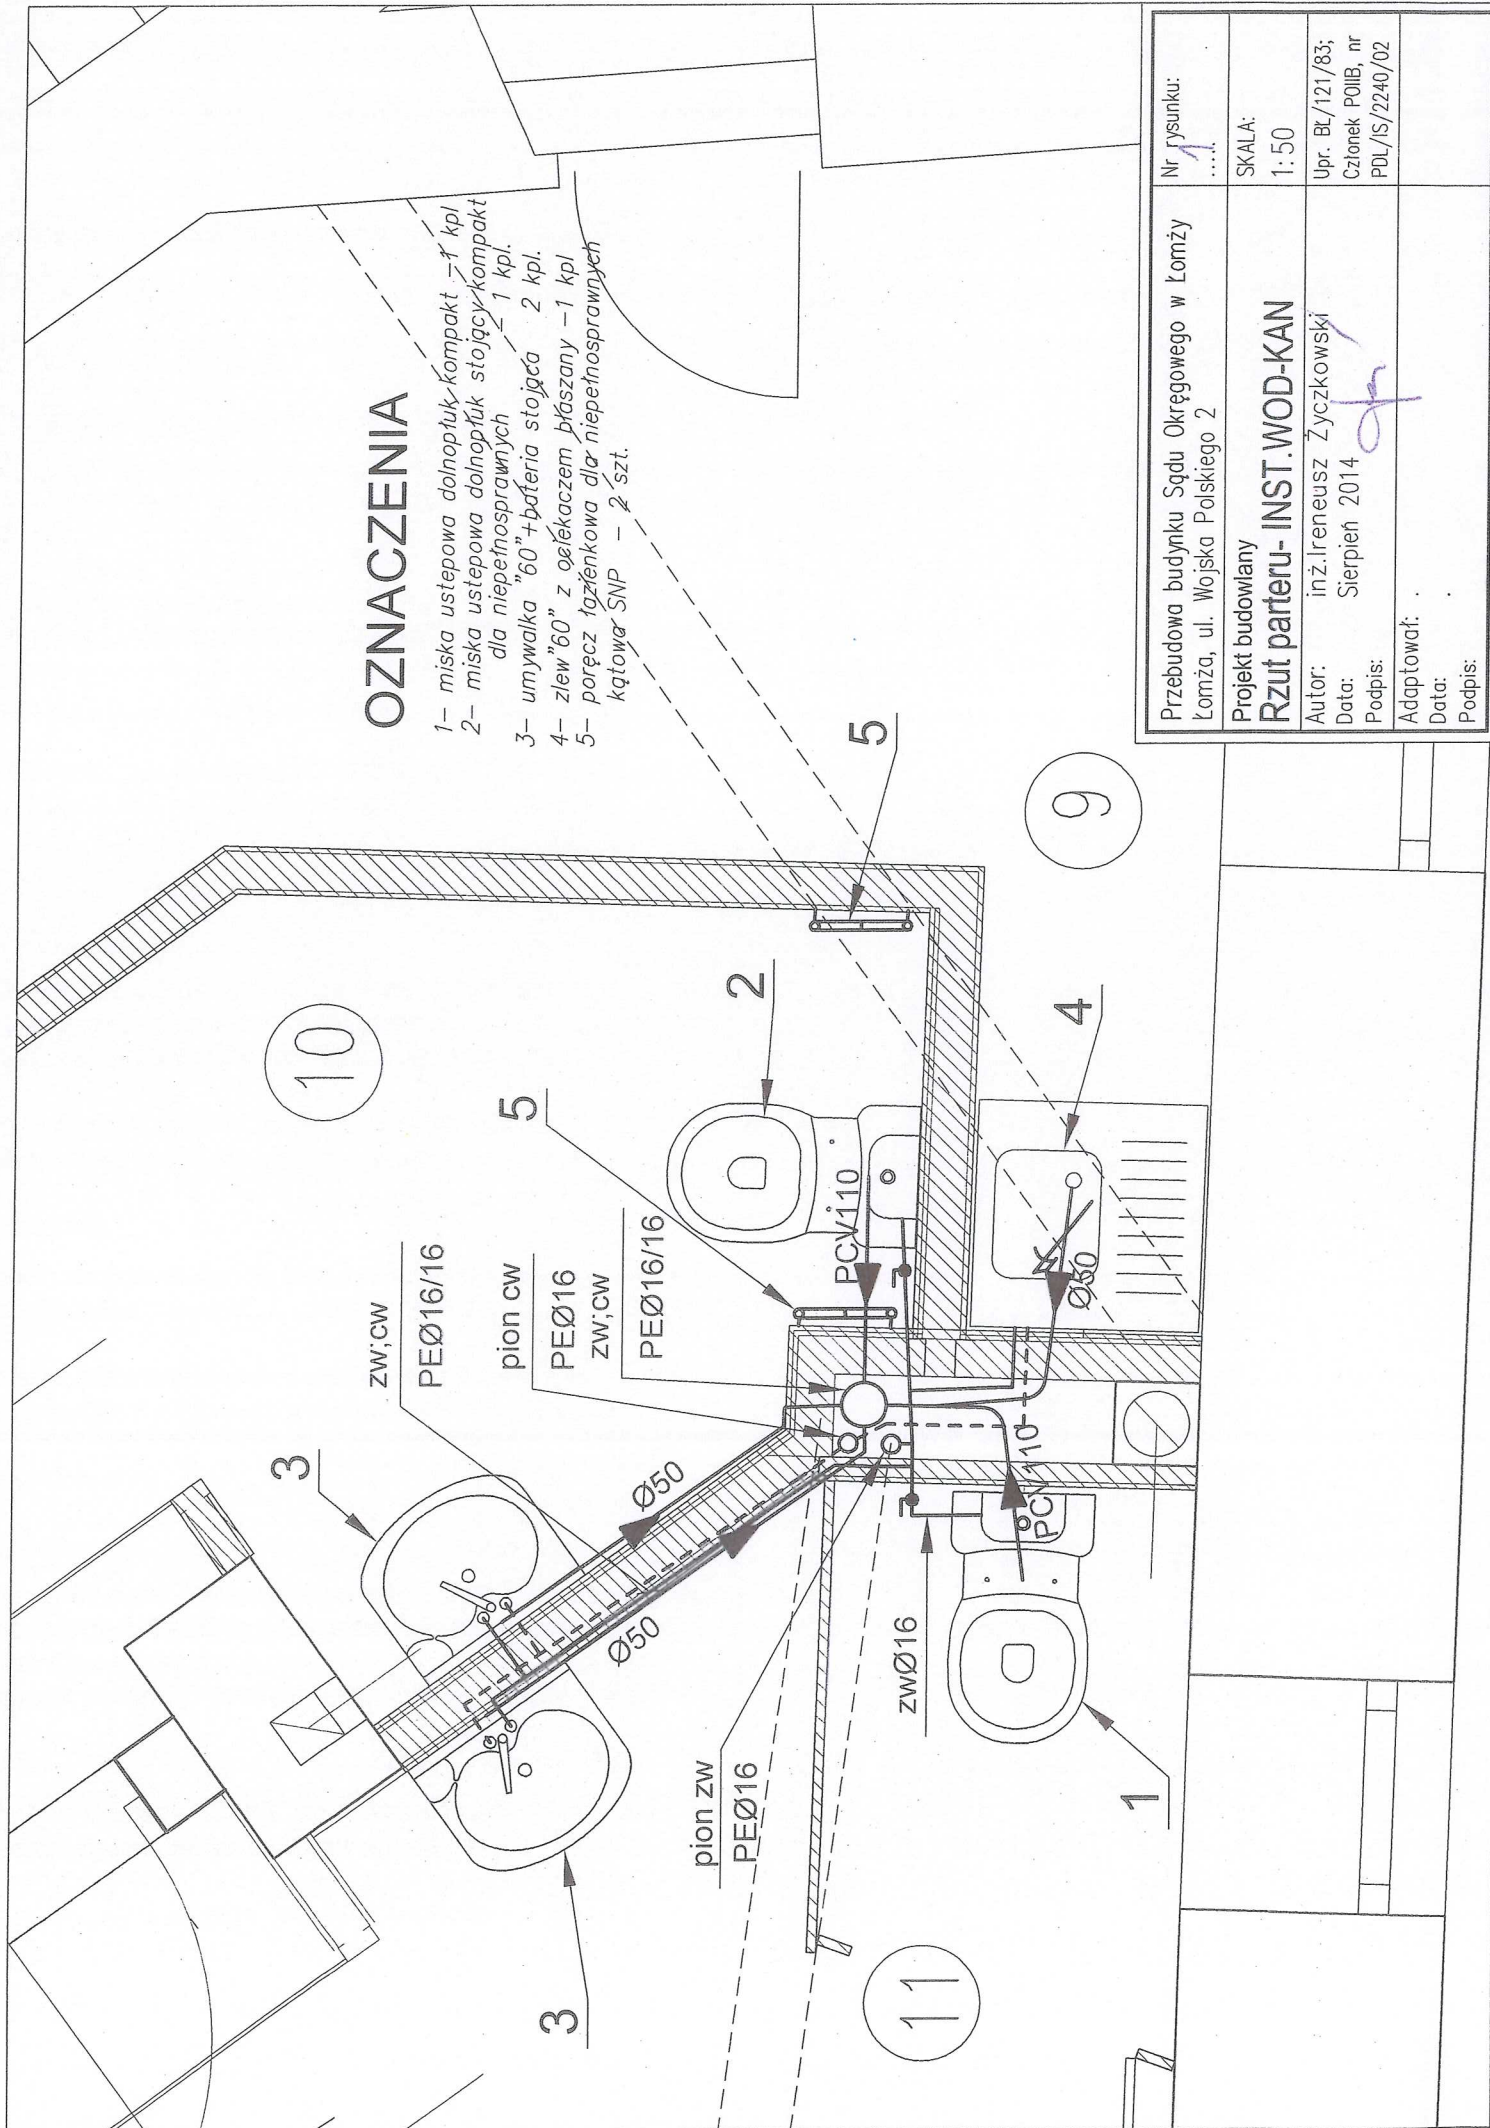 OZNACZENIA
1- miska ustepowa dolnopłuk kompakt -1 kpl
2- miska ustepowa dolnopłuk stojący kompakt
dla niepełnosprawnych - 1 kpl.
3- umywalka "60"+bateria stojąca 2 kpl.
4- zlew"60" z ociekaczem błaszany -1 kpl
5- poręcz łazienkowa dla niepełnosprawnych
kątowa SNP - 2 szt.
10
9
11
5
2
4
5
zw;cw
PEØ16/16
pion cw
PEØ16
zw;cw
PEØ16/16
PCV110
Ø50
3
Ø50
Ø50
PCV110
3
zwØ16
pion zw
PEØ16
1
Przebudowa budynku Sądu Okręgowego w Łomży
Łomża, ul. Wojska Polskiego 2
Nr rysunku:
1
Projekt budowlany
Rzut parteru- INST.WOD-KAN
SKALA:
1:50
Autor: inż.Ireneusz Życzkowski
Data: Sierpień 2014
Podpis:
Upr. BŁ/121/83;
Członek POIIB, nr
PDL/IS/2240/02
Adaptował: .
Data: .
Podpis: